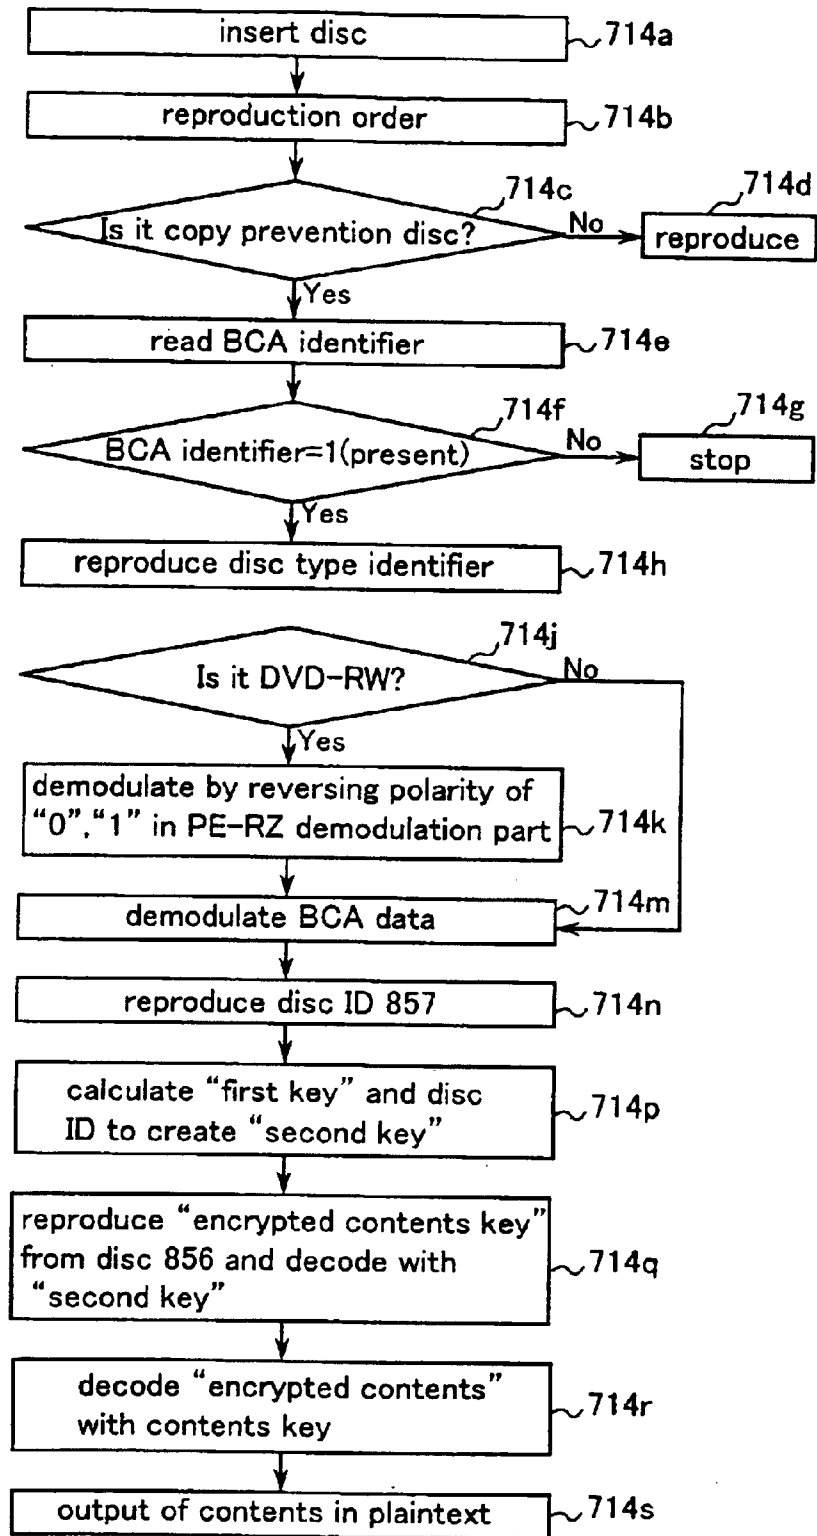 insert disc
714a
reproduction order
714b
714c
714d
Is it copy prevention disc?
No
reproduce
Yes
read BCA identifier
714e
714f
714g
BCA identifier=1(present)
No
stop
Yes
reproduce disc type identifier
714h
714j
Is it DVD-RW?
No
Yes
demodulate by reversing polarity of
"0","1" in PE-RZ demodulation part
714k
demodulate BCA data
714m
reproduce disc ID 857
714n
calculate "first key" and disc
ID to create "second key"
714p
reproduce "encrypted contents key"
from disc 856 and decode with
"second key"
714q
decode "encrypted contents"
with contents key
714r
output of contents in plaintext
714s